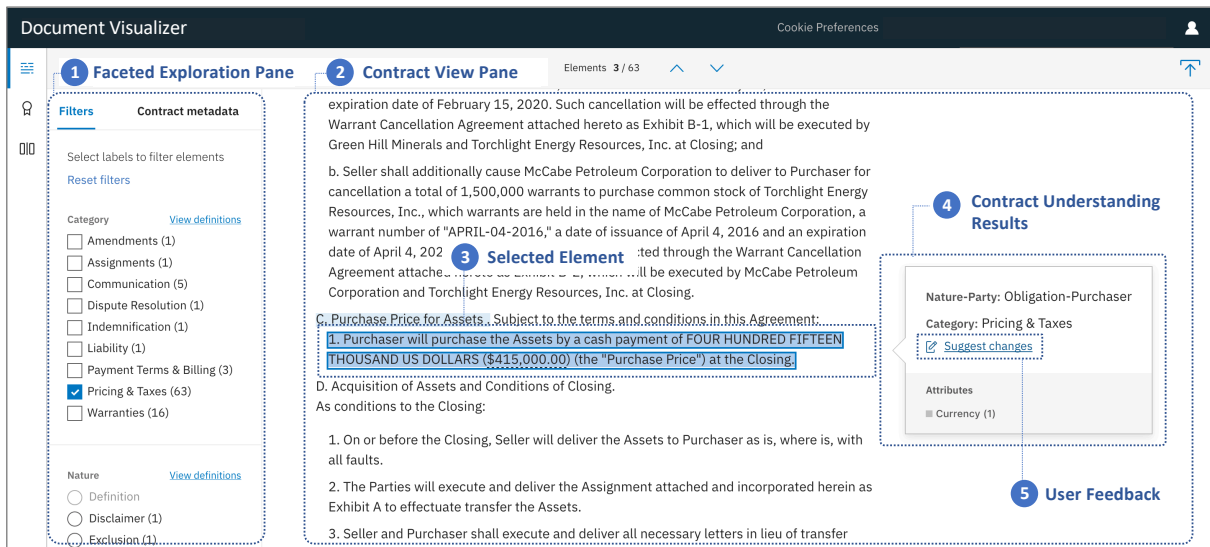 Document Visualizer
Cookie Preferences
1 Faceted Exploration Pane
2 Contract View Pane
Elements 3 / 63
Filters
Contract metadata
Select labels to filter elements
Reset filters
Category
View definitions
Amendments (1)
Assignments (1)
Communication (5)
Dispute Resolution (1)
Indemnification (1)
Liability (1)
Payment Terms & Billing (3)
Pricing & Taxes (63)
Warranties (16)
Nature
View definitions
Definition
Disclaimer (1)
Exclusion (1)
expiration date of February 15, 2020. Such cancellation will be effected through the
Warrant Cancellation Agreement attached hereto as Exhibit B-1, which will be executed by
Green Hill Minerals and Torchlight Energy Resources, Inc. at Closing; and
b. Seller shall additionally cause McCabe Petroleum Corporation to deliver to Purchaser for
cancellation a total of 1,500,000 warrants to purchase common stock of Torchlight Energy
Resources, Inc., which warrants are held in the name of McCabe Petroleum Corporation, a
warrant number of "APRIL-04-2016," a date of issuance of April 4, 2016 and an expiration
date of April 4, 202 cted through the Warrant Cancellation
3 Selected Element
Agreement attached hereto as Exhibit B-2, which will be executed by McCabe Petroleum
Corporation and Torchlight Energy Resources, Inc. at Closing.
C. Purchase Price for Assets . Subject to the terms and conditions in this Agreement:
1. Purchaser will purchase the Assets by a cash payment of FOUR HUNDRED FIFTEEN
THOUSAND US DOLLARS ($415,000.00) (the "Purchase Price") at the Closing.
D. Acquisition of Assets and Conditions of Closing.
As conditions to the Closing:
1. On or before the Closing, Seller will deliver the Assets to Purchaser as is, where is, with
all faults.
2. The Parties will execute and deliver the Assignment attached and incorporated herein as
Exhibit A to effectuate transfer the Assets.
3. Seller and Purchaser shall execute and deliver all necessary letters in lieu of transfer
4 Contract Understanding
Results
Nature-Party: Obligation-Purchaser
Category: Pricing & Taxes
Suggest changes
Attributes
Currency (1)
5 User Feedback